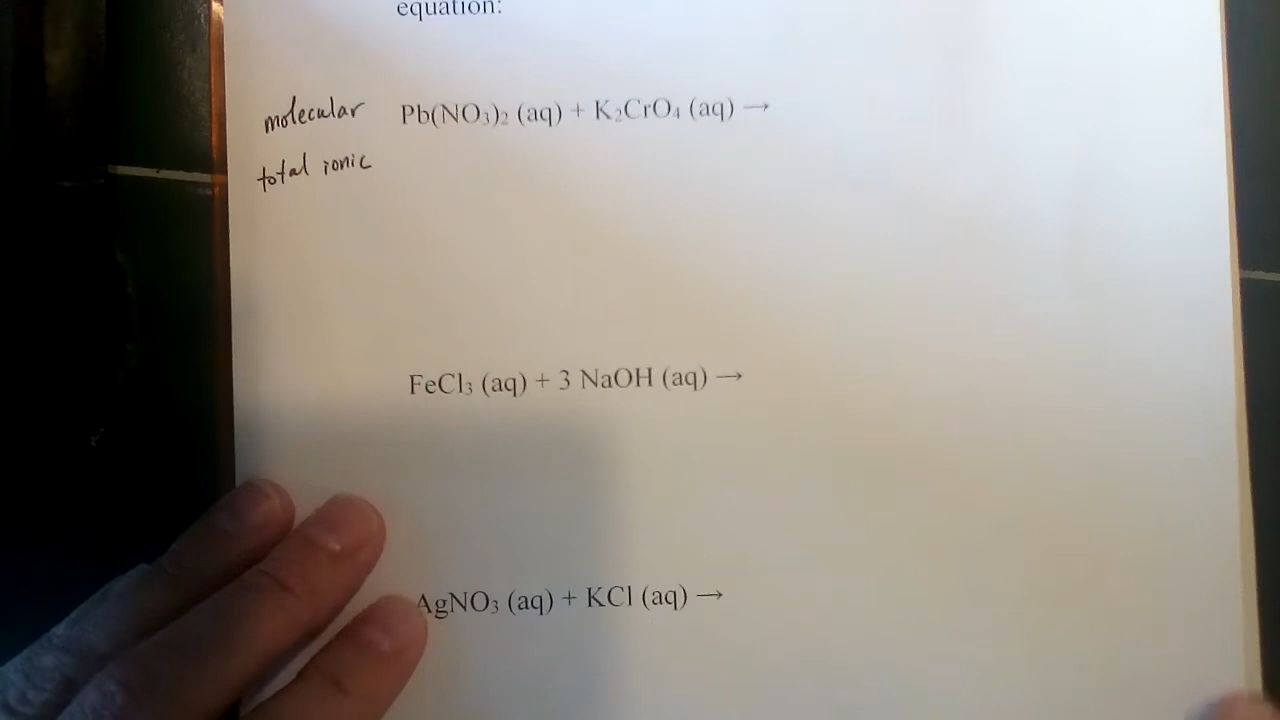 equation:
molecular Pb(NO₃)₂ (aq) + K₂CrO₄ (aq) →
total ionic
FeCl₃ (aq) + 3 NaOH (aq) →
AgNO₃ (aq) + KCl (aq) →